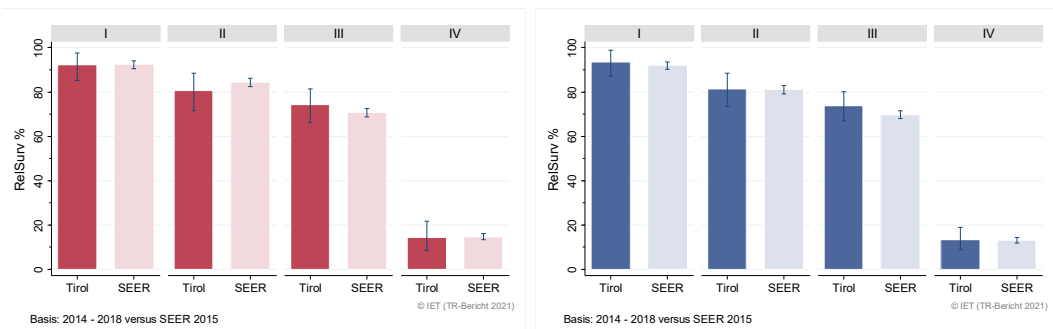 I II III IV
100
80
60
40
20
0
RelSurv %
Tirol SEER Tirol SEER Tirol SEER Tirol SEER
© IET (TR-Bericht 2021)
Basis: 2014 - 2018 versus SEER 2015
I II III IV
100
80
60
40
20
0
RelSurv %
Tirol SEER Tirol SEER Tirol SEER Tirol SEER
© IET (TR-Bericht 2021)
Basis: 2014 - 2018 versus SEER 2015